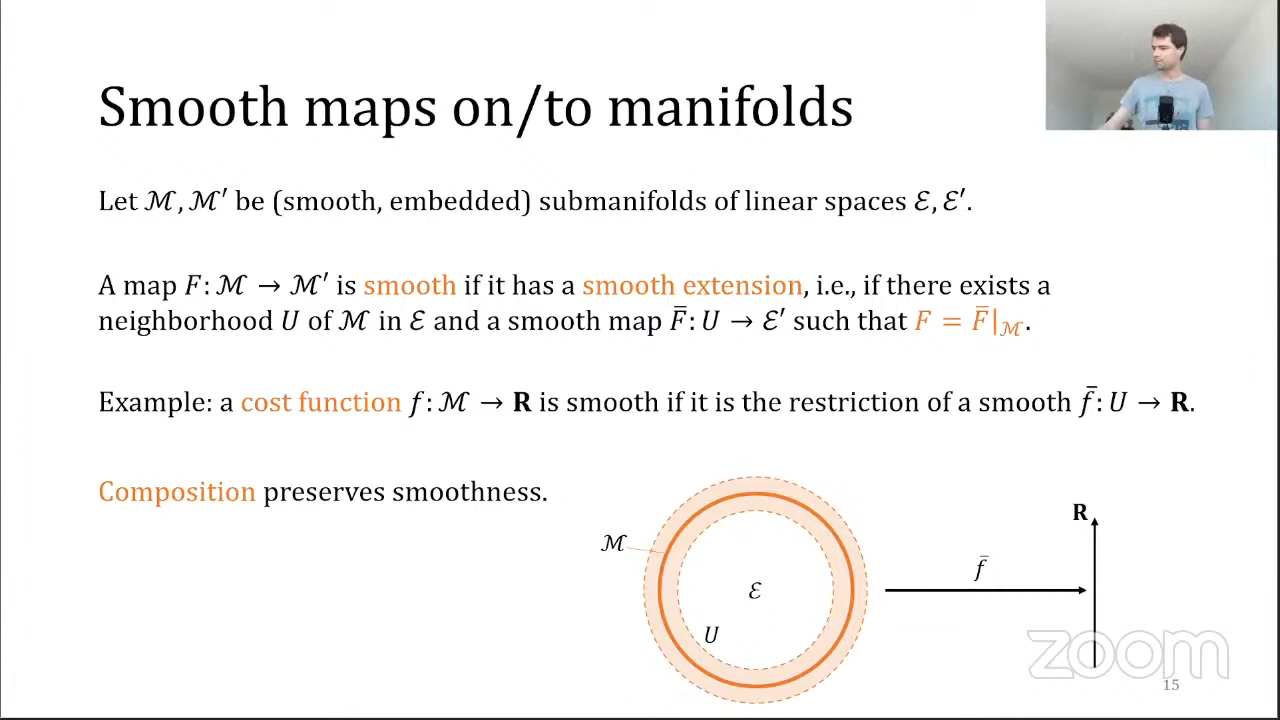 Smooth maps on/to manifolds
Let ℳ, ℳ′ be (smooth, embedded) submanifolds of linear spaces ℰ, ℰ′.
A map F: ℳ → ℳ′ is smooth if it has a smooth extension, i.e., if there exists a
neighborhood U of ℳ in ℰ and a smooth map F̄: U → ℰ′ such that F = F̄|ℳ.
Example: a cost function f: ℳ → R is smooth if it is the restriction of a smooth f̄: U → R.
Composition preserves smoothness.
R
ℳ
f̄
ℰ
U
zoom
15